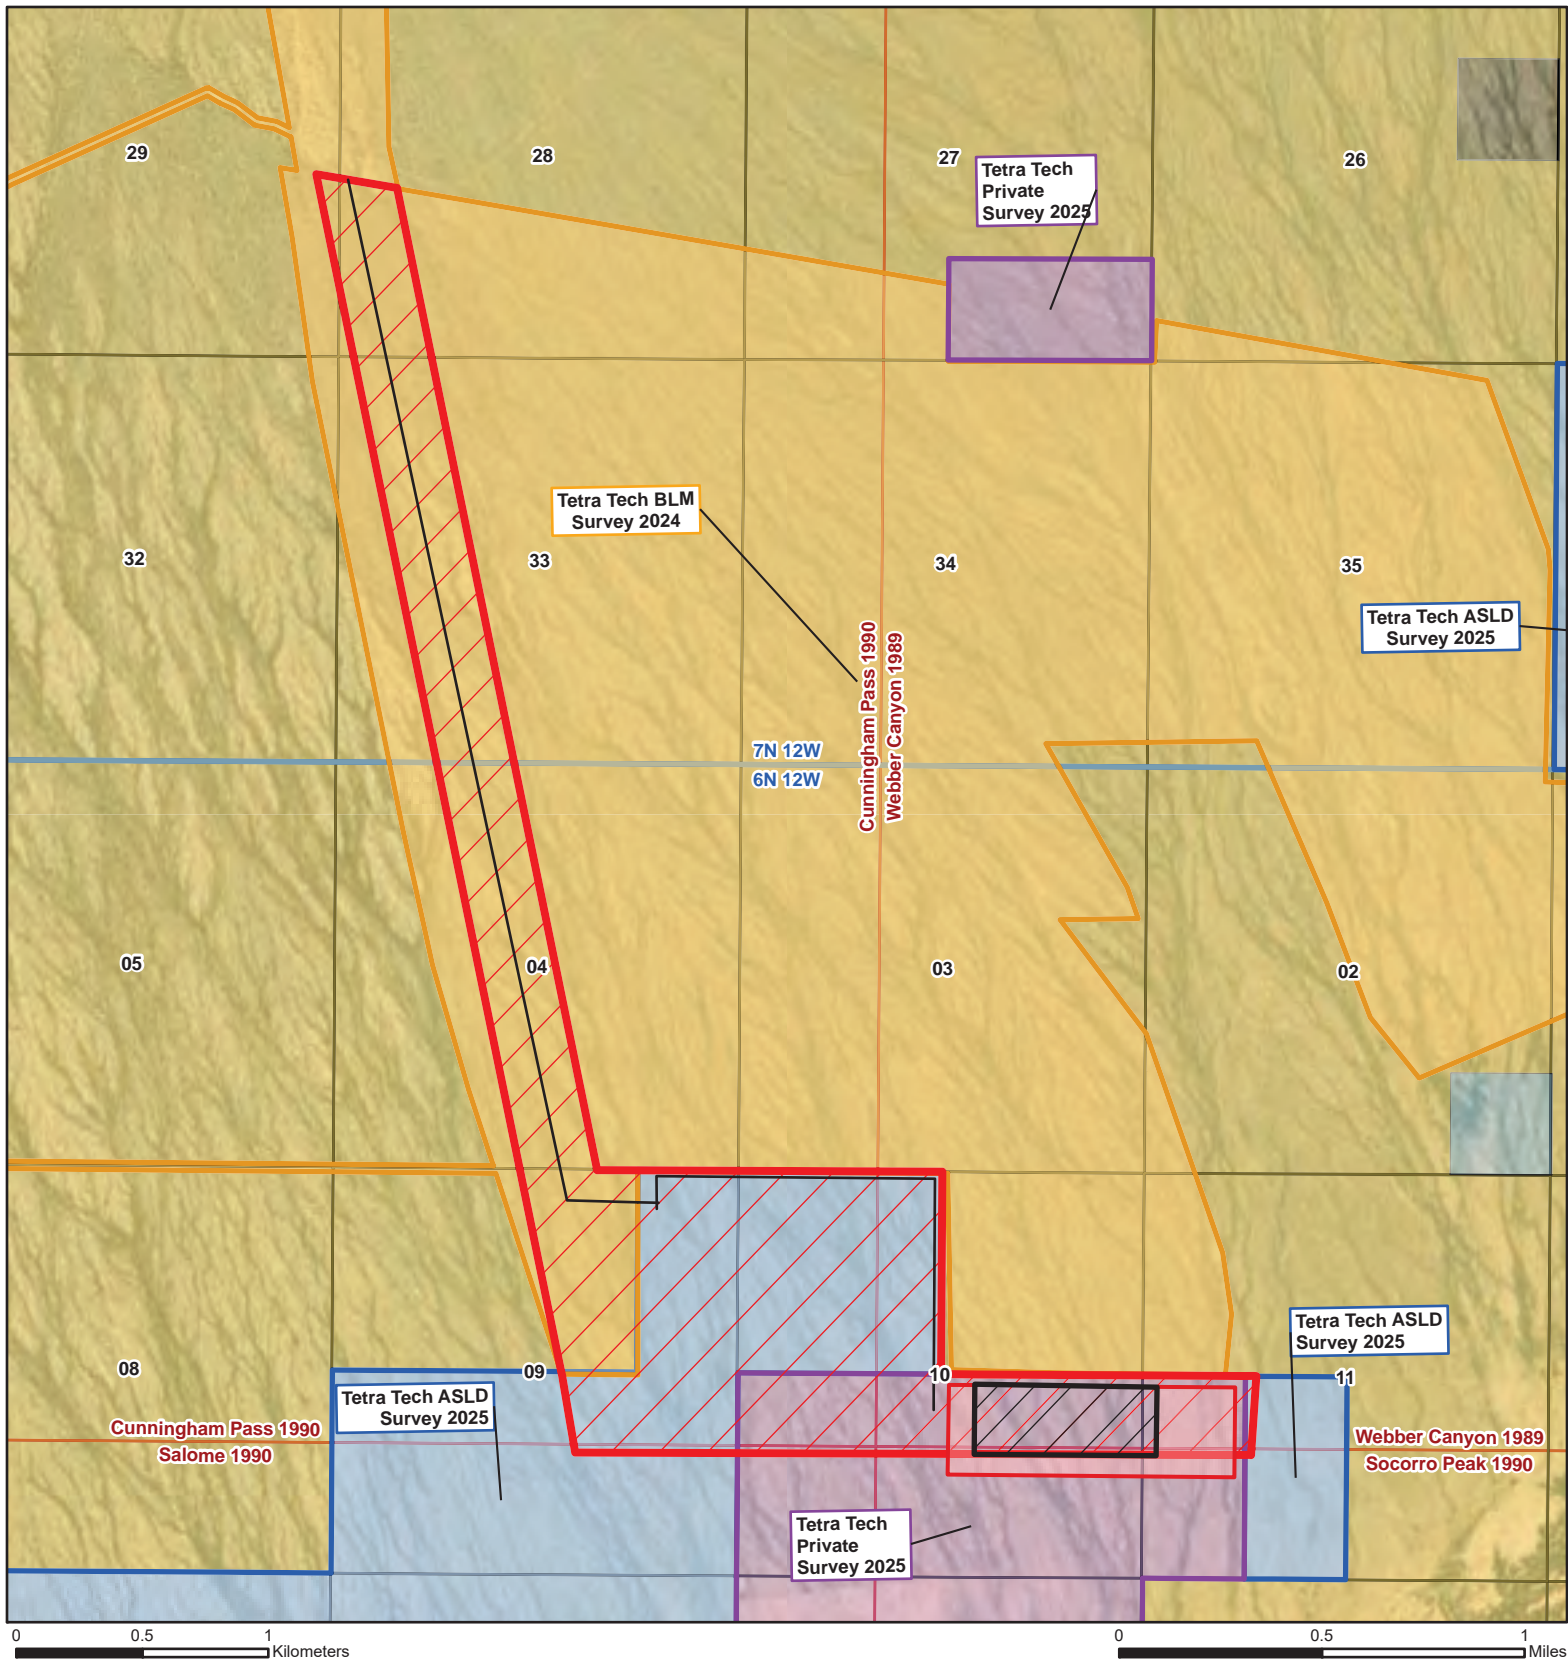 29
28
27
26
Tetra Tech
Private
Survey 2025
Tetra Tech BLM
Survey 2024
32
33
34
35
Tetra Tech ASLD
Survey 2025
Cunningham Pass 1990
Webber Canyon 1989
7N 12W
6N 12W
05
04
03
02
08
09
10
11
Tetra Tech ASLD
Survey 2025
Tetra Tech ASLD
Survey 2025
Cunningham Pass 1990
Salome 1990
Webber Canyon 1989
Socorro Peak 1990
Tetra Tech
Private
Survey 2025
0 0.5 1
Kilometers
0 0.5 1
Miles